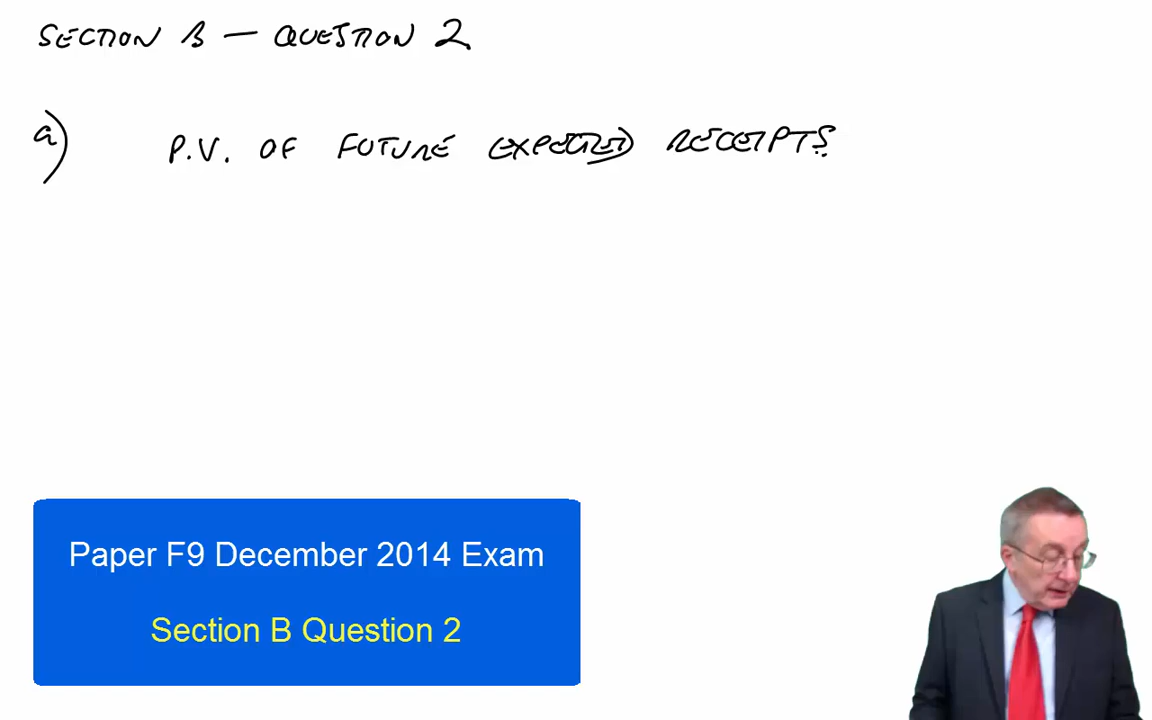 SECTION B — QUESTION 2
a) P.V. OF FUTURE EXPECTED RECEIPTS
Paper F9 December 2014 Exam
Section B Question 2